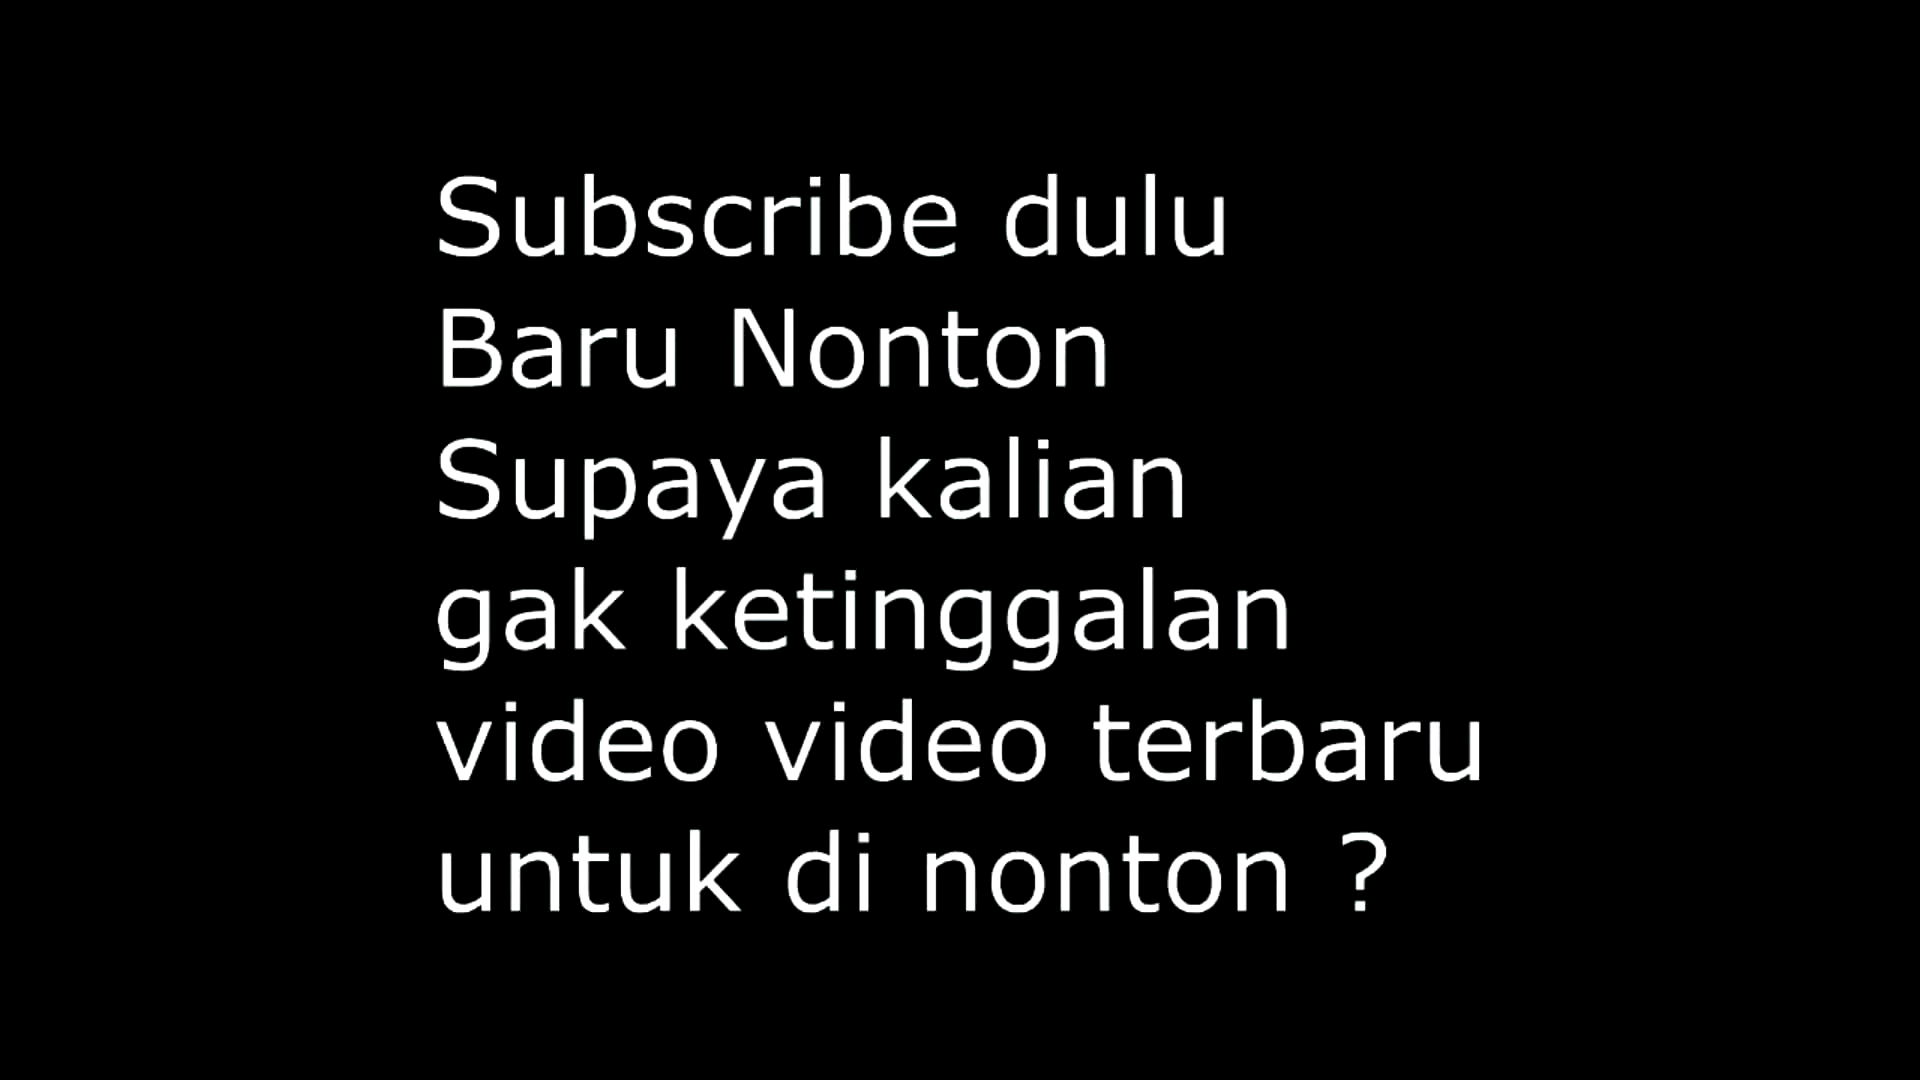 Subscribe dulu
Baru Nonton
Supaya kalian
gak ketinggalan
video video terbaru
untuk di nonton ?